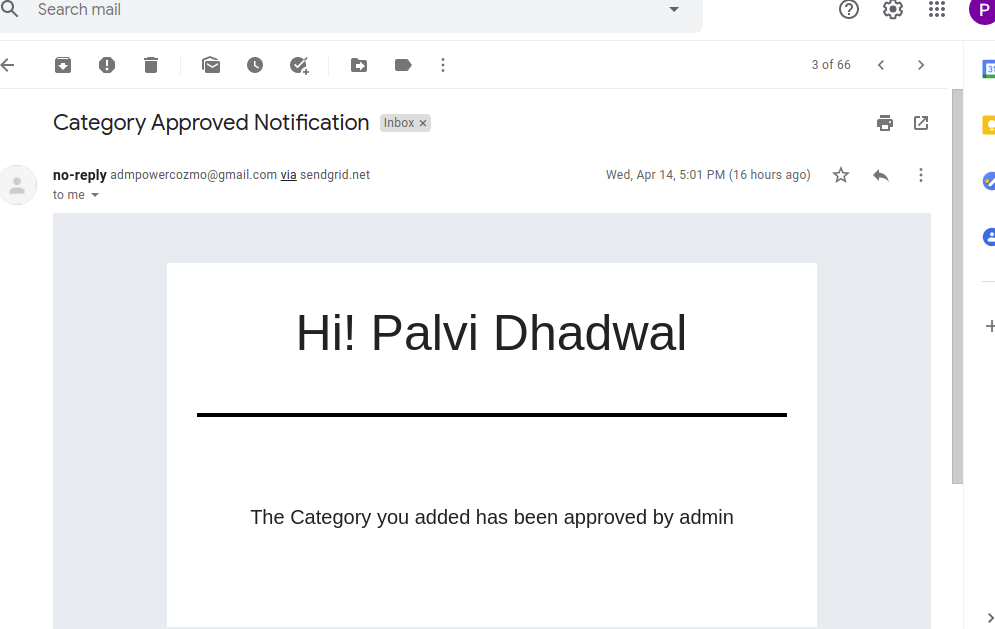 Search mail
P
3 of 66
31
Category Approved Notification Inbox ×
no-reply admpowercozmo@gmail.com via sendgrid.net Wed, Apr 14, 5:01 PM (16 hours ago)
to me
Hi! Palvi Dhadwal
The Category you added has been approved by admin